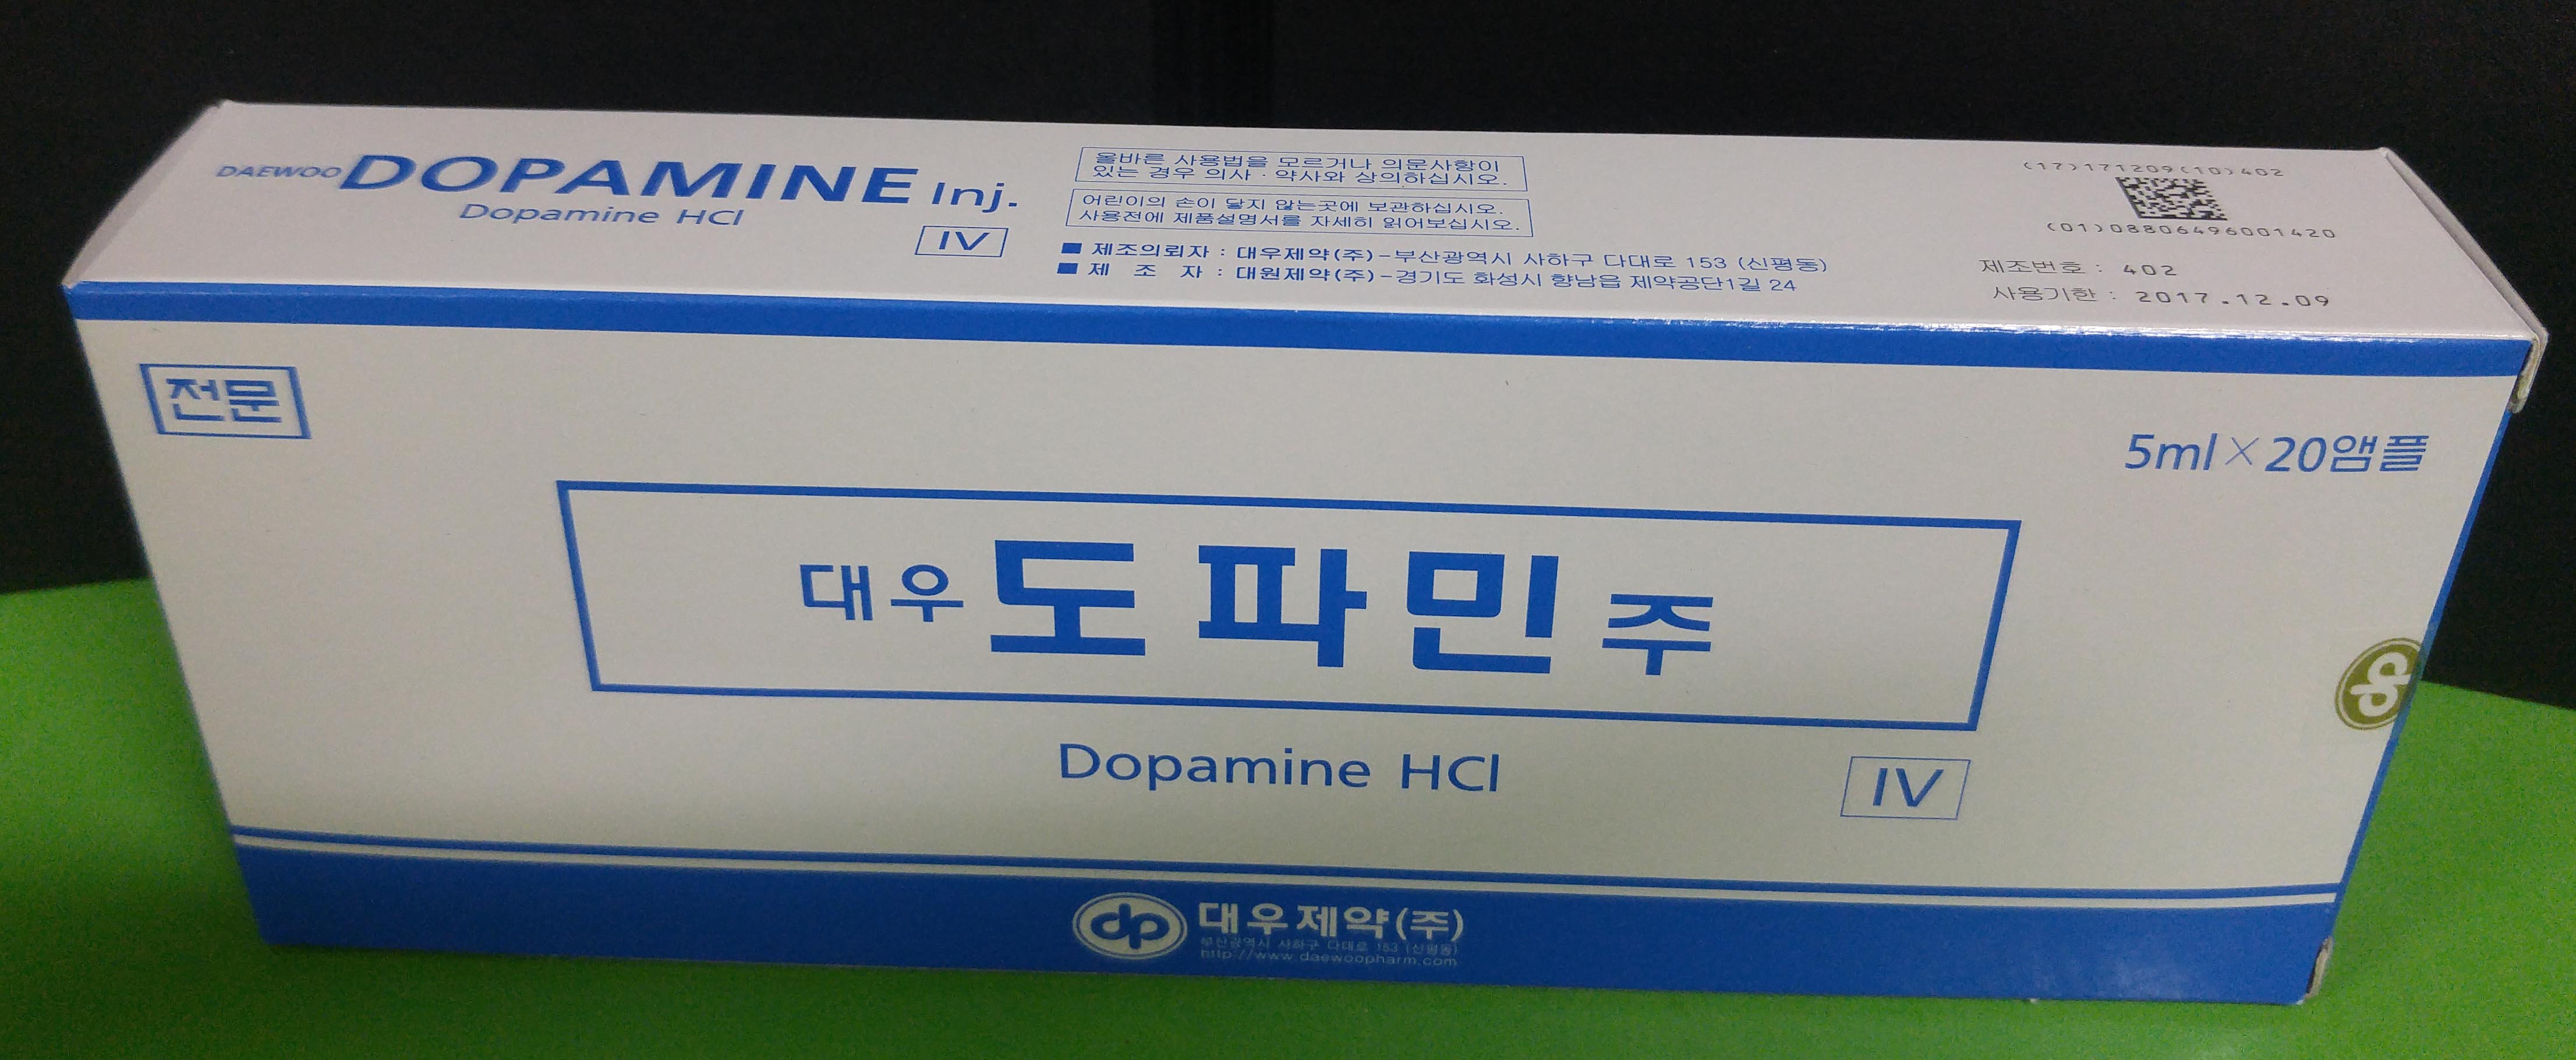 DAEWOO DOPAMINE Inj.
Dopamine HCl
IV
올바른 사용법을 모르거나 의문사항이
있는 경우 의사 · 약사와 상의하십시오.
어린이의 손이 닿지 않는곳에 보관하십시오.
사용전에 제품설명서를 자세히 읽어보십시오.
■ 제조의뢰자 : 대우제약(주)-부산광역시 사하구 다대로 153 (신평동)
■ 제 조 자 : 대원제약(주)-경기도 화성시 향남읍 제약공단1길 24
(17)171209(10)402
(01)08806496001420
제조번호 : 402
사용기한 : 2017.12.09
전문
5ml×20앰플
대우 도파민 주
Dopamine HCl
IV
dp 대우제약(주)
부산광역시 사하구 다대로 153 (신평동)
http://www.daewoopharm.com